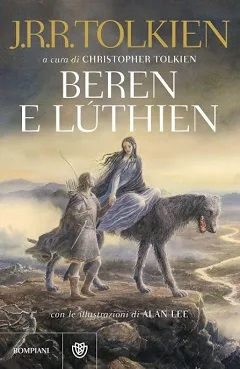 J.R.R. TOLKIEN
a cura di CHRISTOPHER TOLKIEN
BEREN
E LÚTHIEN
con le illustrazioni di ALAN LEE
BOMPIANI